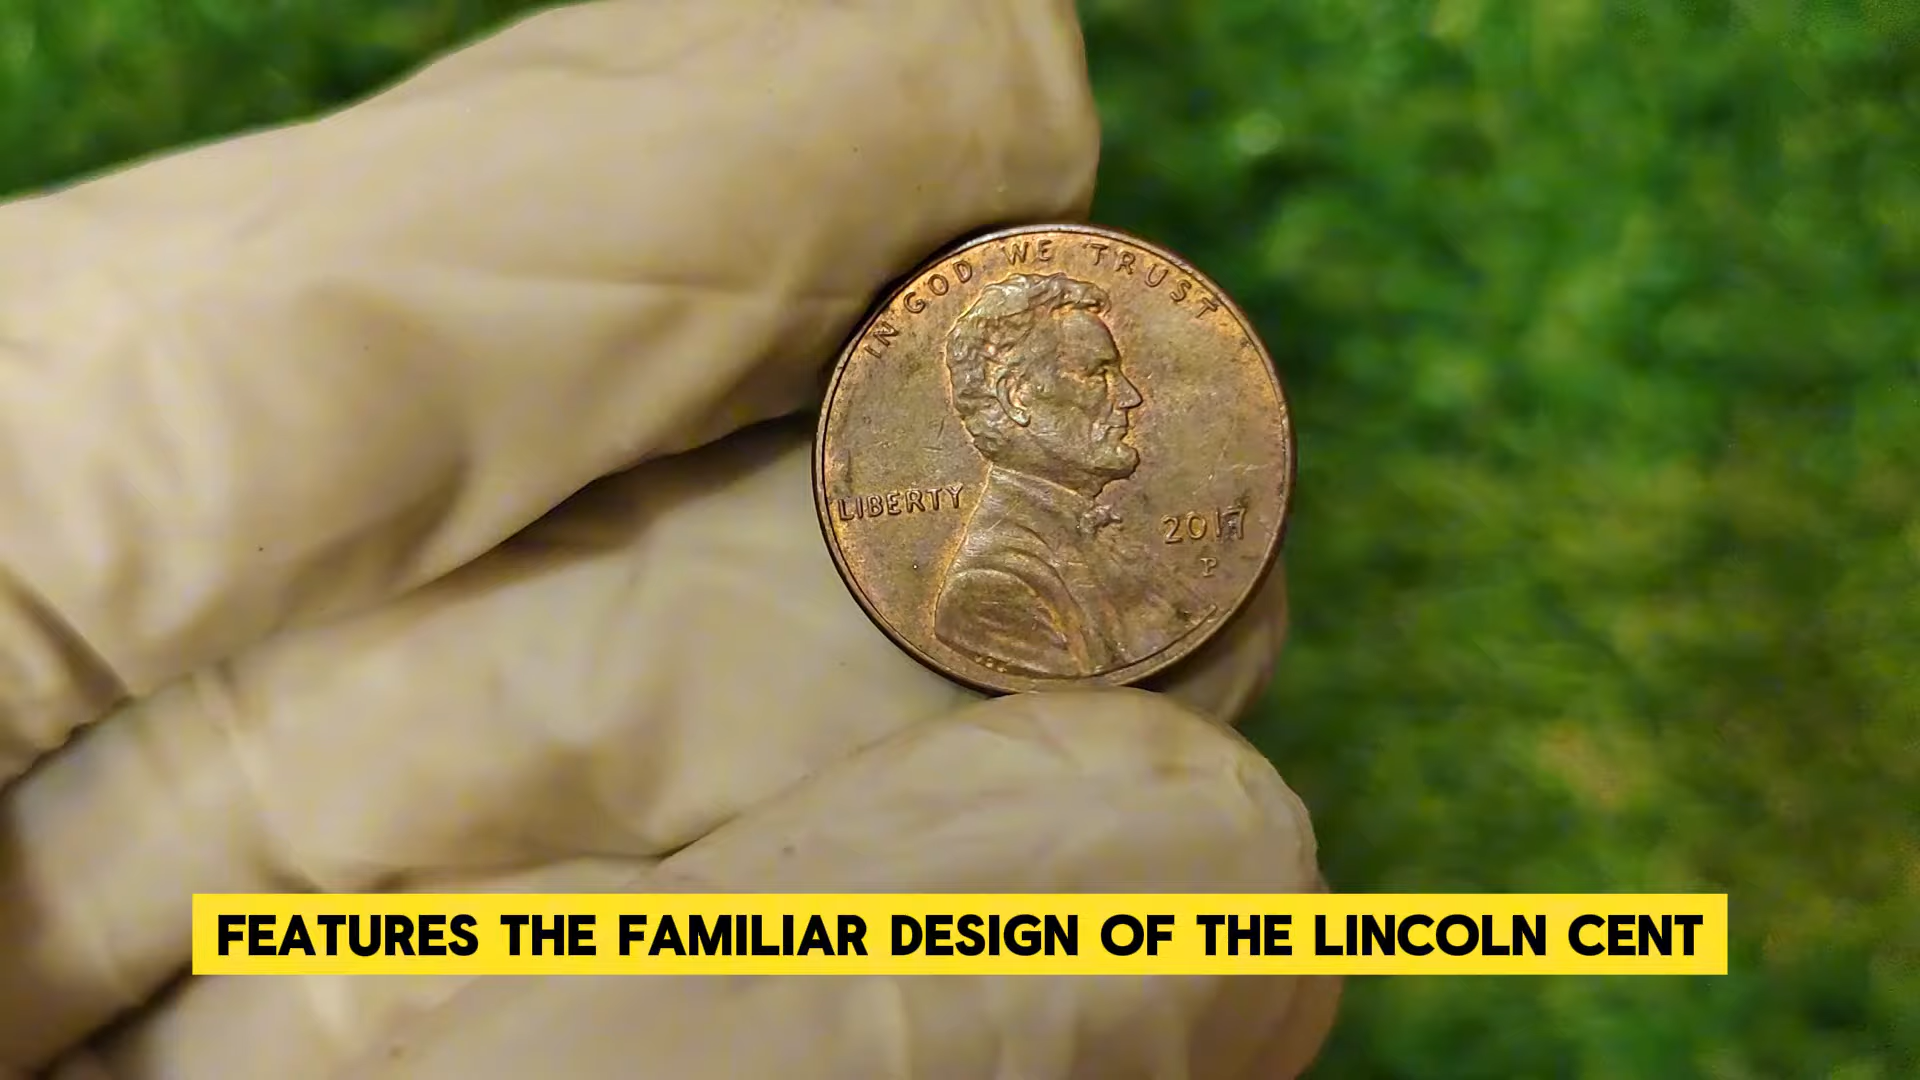 IN GOD WE TRUST
LIBERTY
2017
P
FEATURES THE FAMILIAR DESIGN OF THE LINCOLN CENT